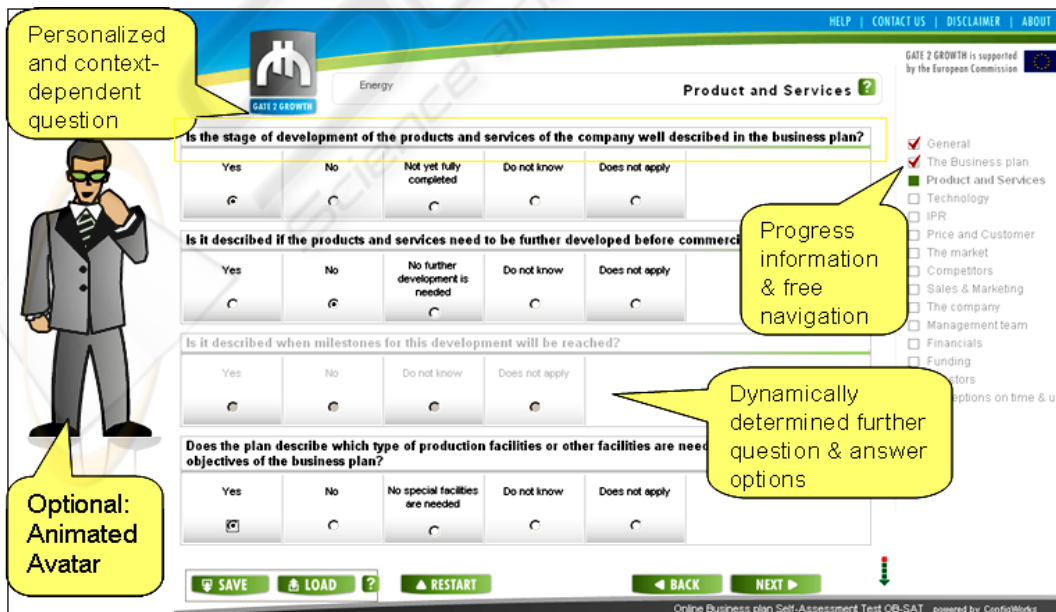 HELP | CONTACT US | DISCLAIMER | ABOUT
Personalized
and context-
dependent
question
GATE 2 GROWTH is supported
by the European Commission
GATE 2 GROWTH
Energy
Product and Services ?
Is the stage of development of the products and services of the company well described in the business plan?
Yes No Not yet fully completed Do not know Does not apply
Is it described if the products and services need to be further developed before commerci
Yes No No further development is needed Do not know Does not apply
Is it described when milestones for this development will be reached?
Yes No Do not know Does not apply
Does the plan describe which type of production facilities or other facilities are nee
objectives of the business plan?
Yes No No special facilities are needed Do not know Does not apply
General
The Business plan
Product and Services
Technology
IPR
Price and Customer
The market
Competitors
Sales & Marketing
The company
Management team
Financials
Funding
stors
eptions on time & u
Progress
information
& free
navigation
Dynamically
determined further
question & answer
options
Optional:
Animated
Avatar
SAVE LOAD ? RESTART BACK NEXT
Online Business plan Self-Assessment Test OB-SAT powered by ConfigWorks